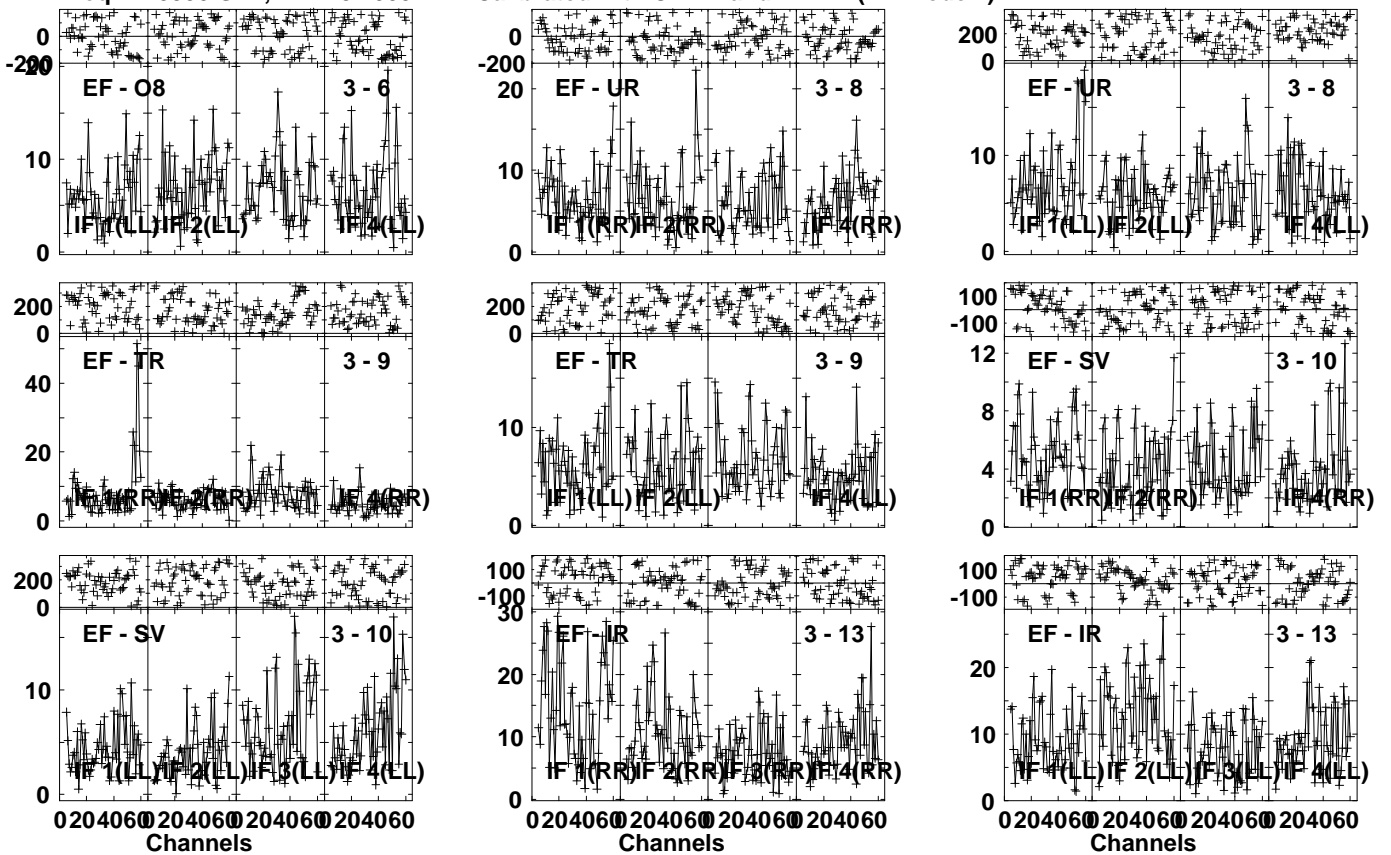 0 0 200
-200 -200 0
20
EF - O8 3 - 6 EF - UR 3 - 8 EF - UR 3 - 8
20
10 10 10
IF 1(LL) IF 2(LL) IF 4(LL) IF 1(RR) IF 2(RR) IF 4(RR) IF 1(LL) IF 2(LL) IF 4(LL)
0 0 0
200 200 100
0 0 -100
EF - TR 3 - 9 EF - TR 3 - 9 EF - SV 3 - 10
40 12
10 8
20 4
IF 1(RR) IF 2(RR) IF 4(RR) IF 1(LL) IF 2(LL) IF 4(LL) IF 1(RR) IF 2(RR) IF 4(RR)
0 0 0
200 100 100
0 -100 -100
30
EF - SV 3 - 10 EF - IR 3 - 13 EF - IR 3 - 13
20 20
10 10 10
IF 1(LL) IF 2(LL) IF 3(LL) IF 4(LL) IF 1(RR) IF 2(RR) IF 3(RR) IF 4(RR) IF 1(LL) IF 2(LL) IF 3(LL) IF 4(LL)
0 0 0
0 20 40 60 0 20 40 60 0 20 40 60 0 20 40 60 0 20 40 60 0 20 40 60 0 20 40 60 0 20 40 60 0 20 40 60 0 20 40 60 0 20 40 60 0 20 40 60
Channels Channels Channels